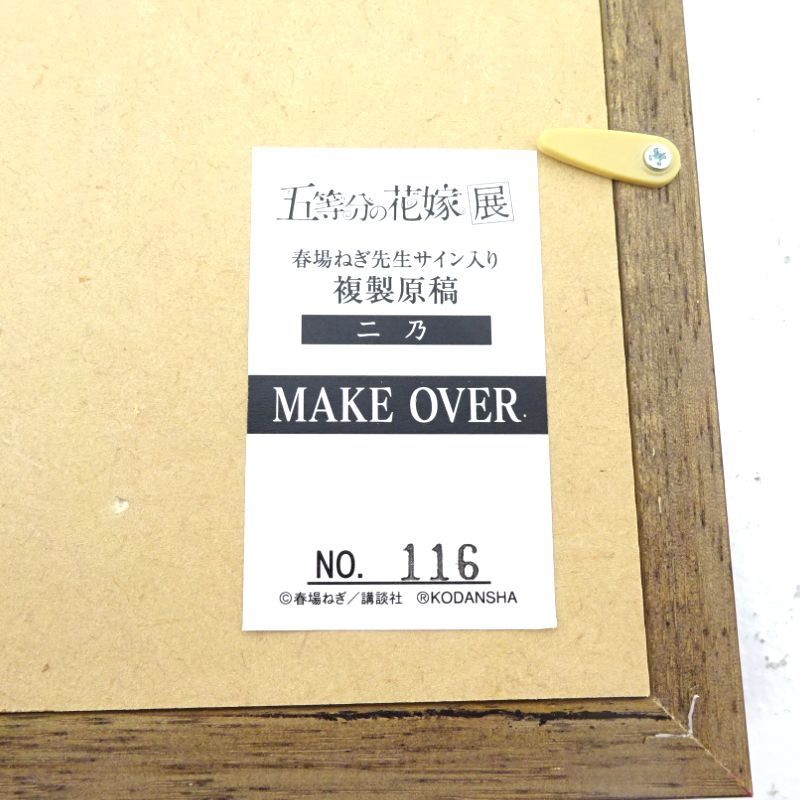 五等分の花嫁展
春場ねぎ先生サイン入り
複製原稿
二乃
MAKE OVER
NO. 116
©春場ねぎ／講談社 ®KODANSHA